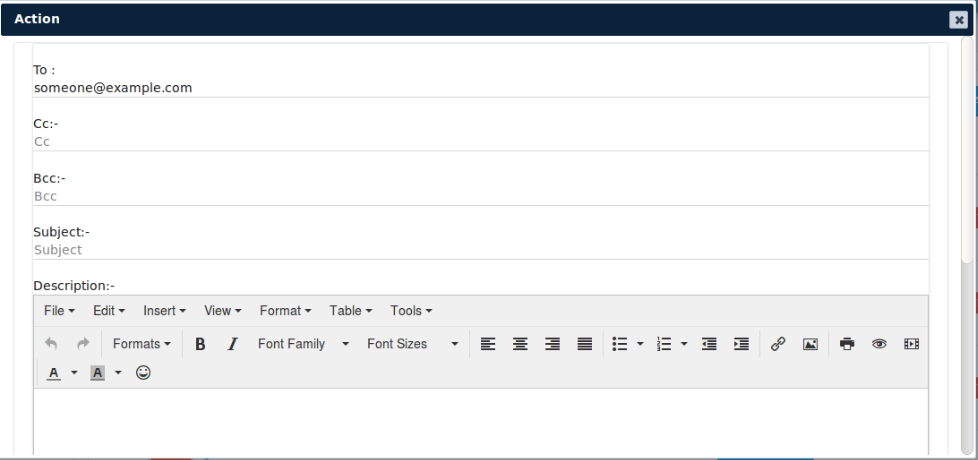 Action
To :
someone@example.com
Cc:-
Cc
Bcc:-
Bcc
Subject:-
Subject
Description:-
File Edit Insert View Format Table Tools
Formats B I Font Family Font Sizes
A A